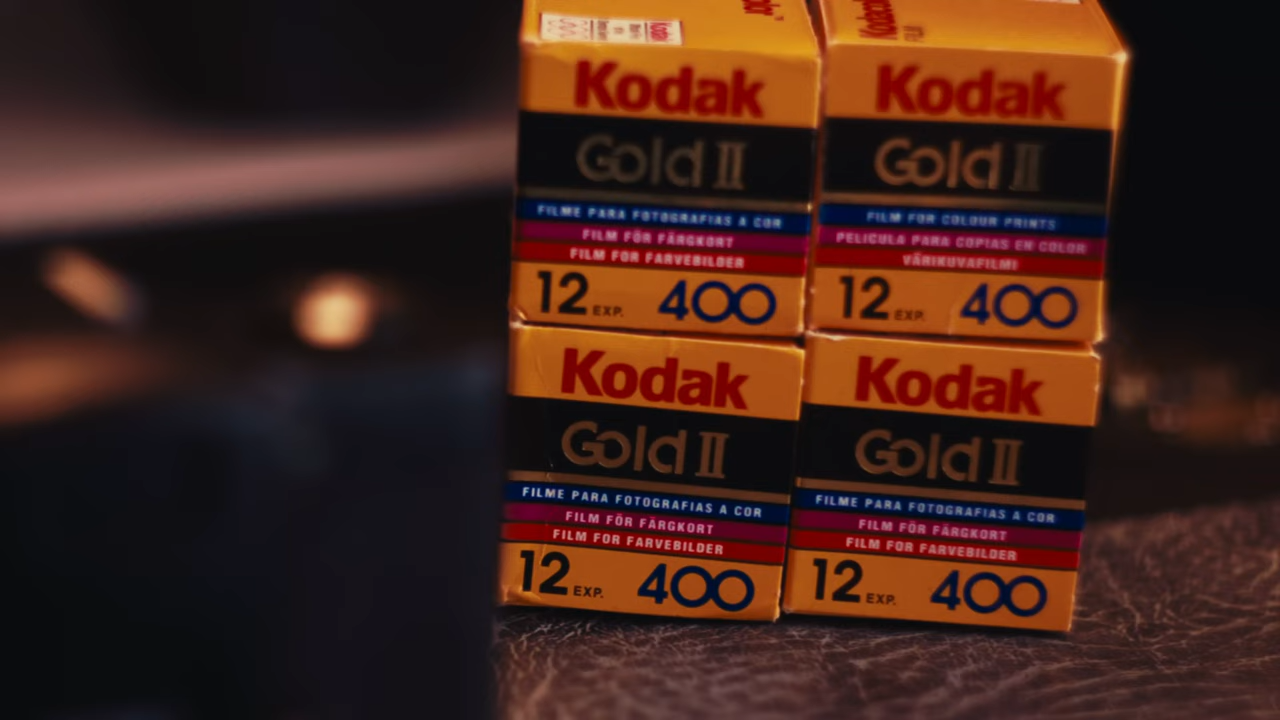 Kodak
Gold II
FILME PARA FOTOGRAFIAS A COR
FILM FÖR FÄRGKORT
FILM FOR FARVEBILDER
12 EXP. 400
Kodak
Gold II
FILM FOR COLOUR PRINTS
PELICULA PARA COPIAS EN COLOR
VÄRIKUVAFILMI
12 EXP. 400
Kodak
Gold II
FILME PARA FOTOGRAFIAS A COR
FILM FÖR FÄRGKORT
FILM FOR FARVEBILDER
12 EXP. 400
Kodak
Gold II
FILME PARA FOTOGRAFIAS A COR
FILM FÖR FÄRGKORT
FILM FOR FARVEBILDER
12 EXP. 400